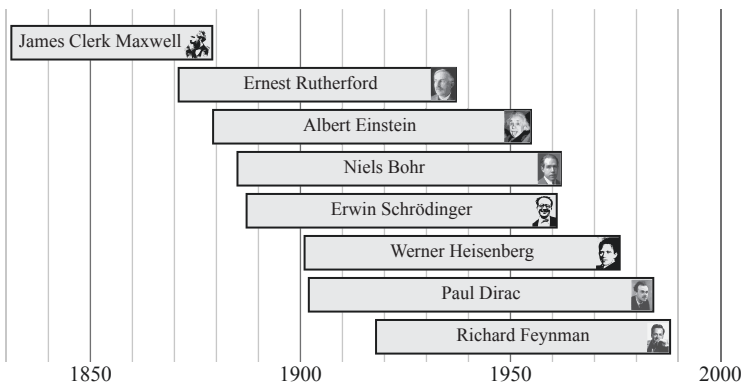 James Clerk Maxwell
Ernest Rutherford
Albert Einstein
Niels Bohr
Erwin Schrödinger
Werner Heisenberg
Paul Dirac
Richard Feynman
1850 1900 1950 2000